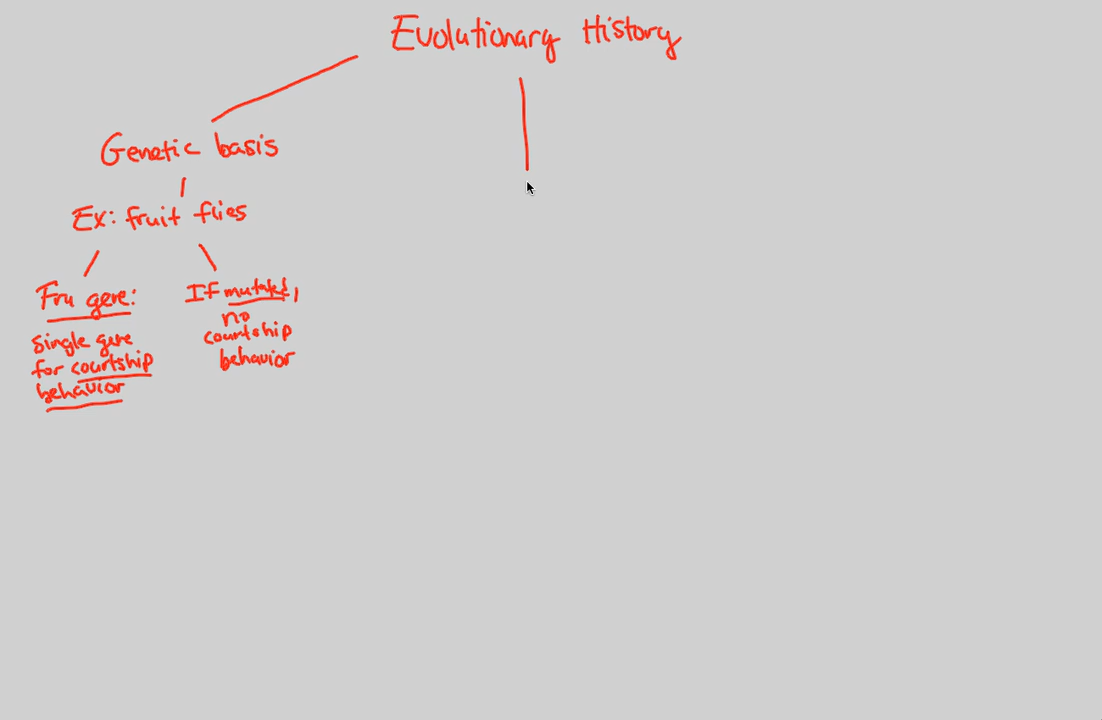 Evolutionary History
Genetic basis
Ex: fruit flies
Fru gene:
single gene
for courtship
behavior
If mutated,
no
courtship
behavior